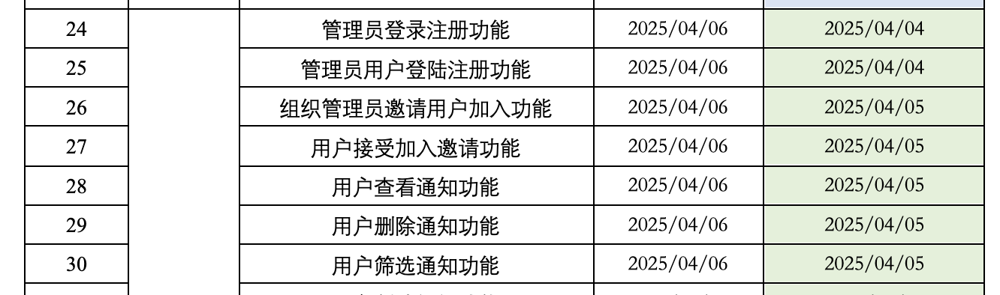 24 管理员登录注册功能 2025/04/06 2025/04/04
25 管理员用户登陆注册功能 2025/04/06 2025/04/04
26 组织管理员邀请用户加入功能 2025/04/06 2025/04/05
27 用户接受加入邀请功能 2025/04/06 2025/04/05
28 用户查看通知功能 2025/04/06 2025/04/05
29 用户删除通知功能 2025/04/06 2025/04/05
30 用户筛选通知功能 2025/04/06 2025/04/05